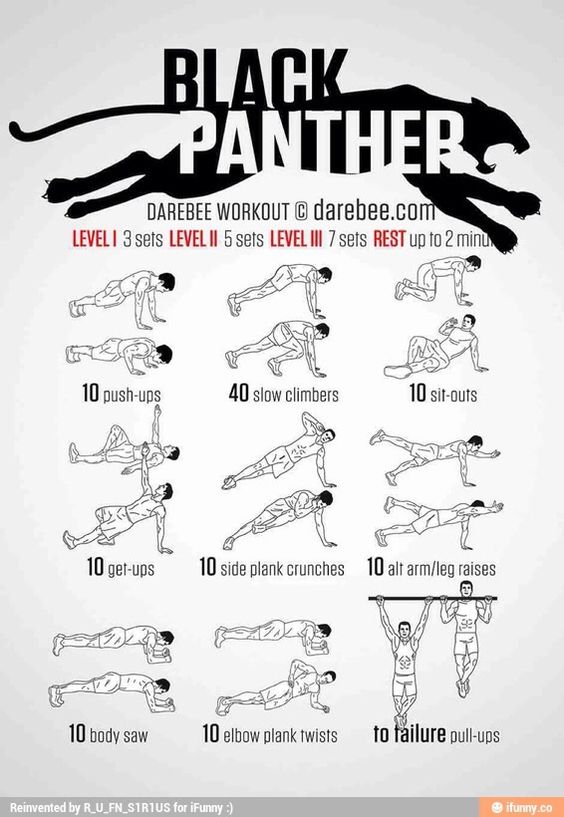 BLACK
PANTHER
DAREBEE WORKOUT © darebee.com
LEVEL I 3 sets LEVEL II 5 sets LEVEL III 7 sets REST up to 2
10 push-ups
40 slow climbers
10 sit-outs
10 get-ups
10 side plank crunches
10 alt arm/leg raises
10 body saw
10 elbow plank twists
to failure pull-ups
Reinvented by R_U_FN_S1R1US for iFunny :)
ifunny.co